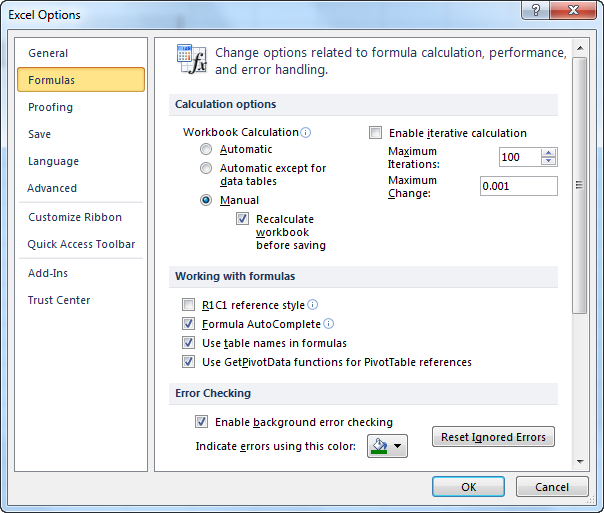 Excel Options
General
Formulas
Proofing
Save
Language
Advanced
Customize Ribbon
Quick Access Toolbar
Add-Ins
Trust Center
Change options related to formula calculation, performance,
and error handling.
Calculation options
Workbook Calculation
Automatic
Automatic except for
data tables
Manual
Recalculate
workbook
before saving
Enable iterative calculation
Maximum
Iterations:
100
Maximum
Change:
0.001
Working with formulas
R1C1 reference style
Formula AutoComplete
Use table names in formulas
Use GetPivotData functions for PivotTable references
Error Checking
Enable background error checking
Indicate errors using this color:
Reset Ignored Errors
OK
Cancel